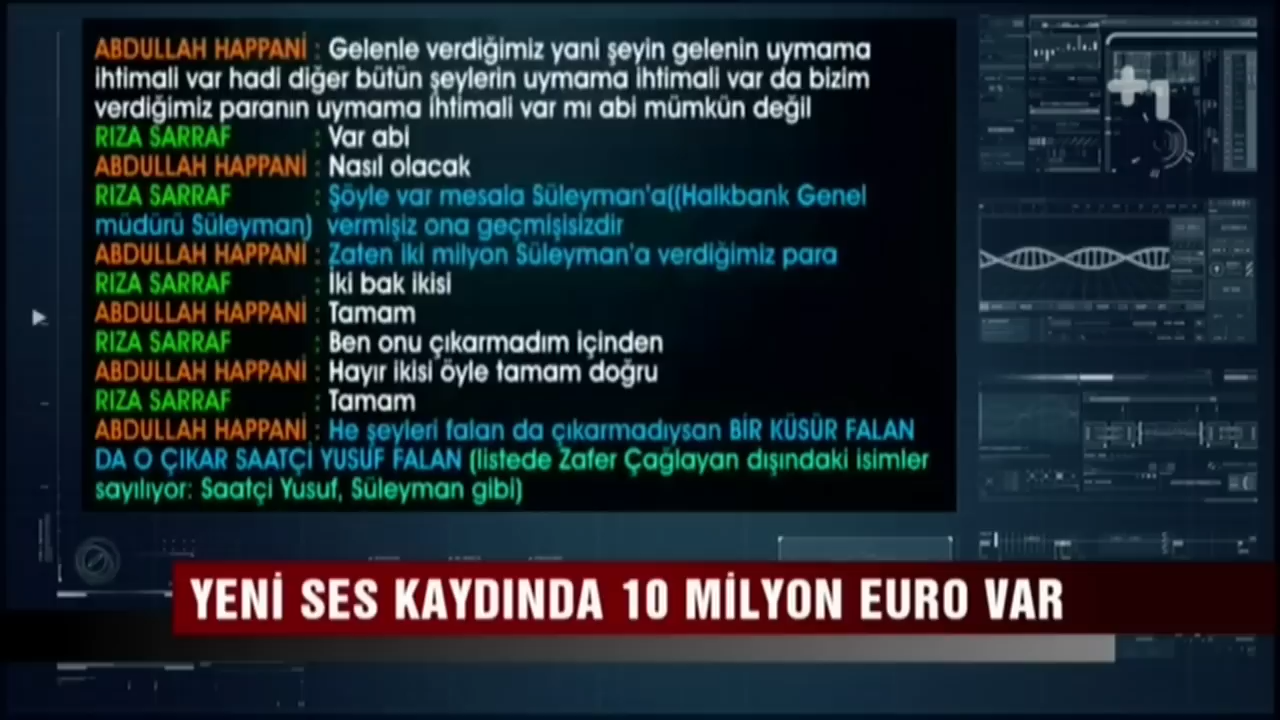 ABDULLAH HAPPANİ : Gelenle verdiğimiz yani şeyin gelenin uymama
ihtimali var hadi diğer bütün şeylerin uymama ihtimali var da bizim
verdiğimiz paranın uymama ihtimali var mı abi mümkün değil
RIZA SARRAF : Var abi
ABDULLAH HAPPANİ : Nasıl olacak
RIZA SARRAF : Şöyle var mesala Süleyman'a((Halkbank Genel
müdürü Süleyman) vermişiz ona geçmişisizdir
ABDULLAH HAPPANİ : Zaten iki milyon Süleyman'a verdiğimiz para
RIZA SARRAF : İki bak ikisi
ABDULLAH HAPPANİ : Tamam
RIZA SARRAF : Ben onu çıkarmadım içinden
ABDULLAH HAPPANİ : Hayır ikisi öyle tamam doğru
RIZA SARRAF : Tamam
ABDULLAH HAPPANİ : He şeyleri falan da çıkarmadıysan BİR KÜSÜR FALAN
DA O ÇIKAR SAATÇİ YUSUF FALAN (listede Zafer Çağlayan dışındaki isimler
sayılıyor: Saatçi Yusuf, Süleyman gibi)
YENİ SES KAYDINDA 10 MİLYON EURO VAR